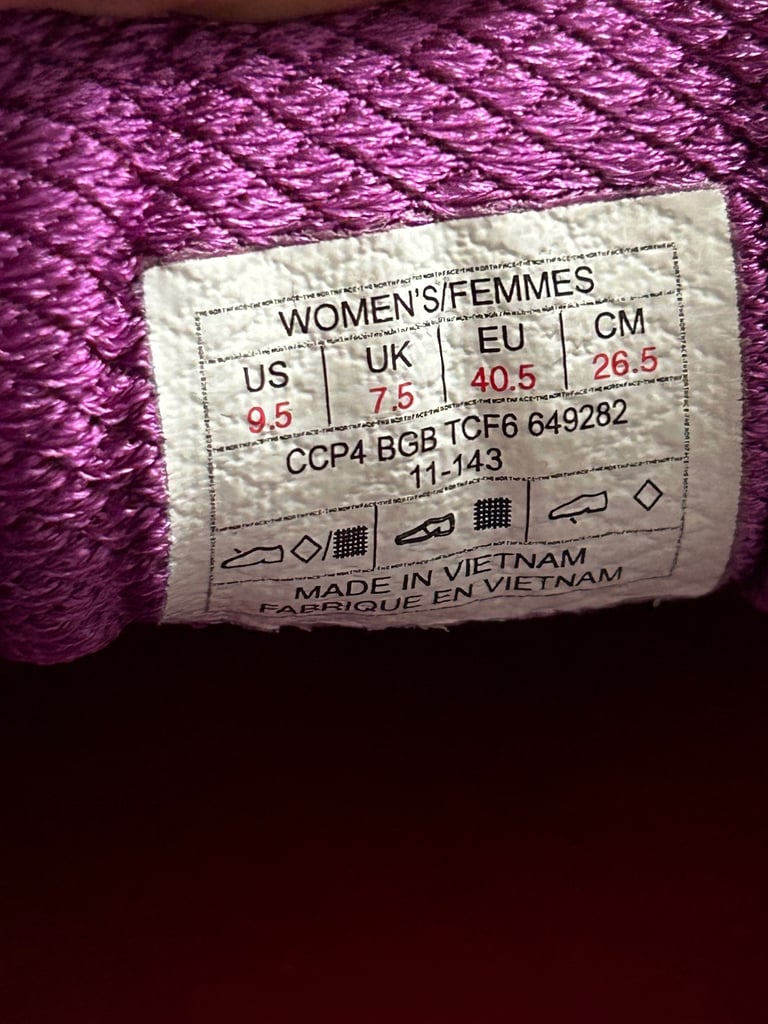 WOMEN'S/FEMMES
US UK EU CM
9.5 7.5 40.5 26.5
CCP4 BGB TCF6 649282
11-143
MADE IN VIETNAM
FABRIQUE EN VIETNAM